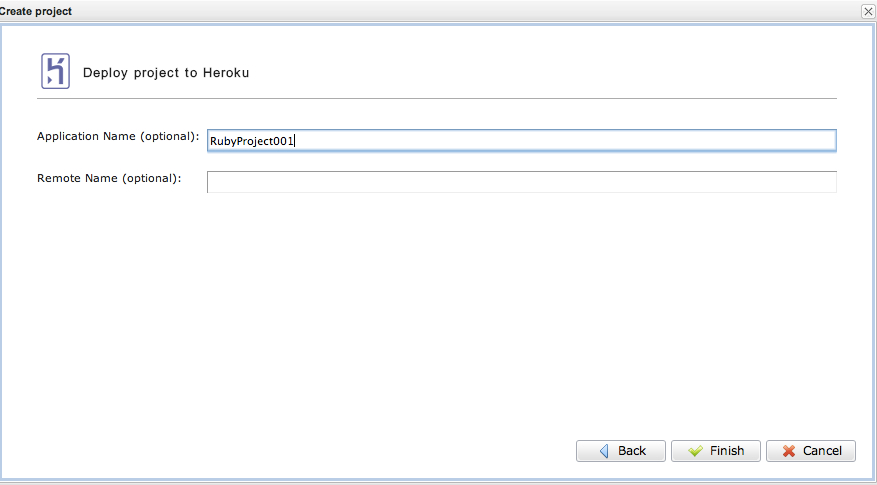 Create project
Deploy project to Heroku
Application Name (optional): RubyProject001
Remote Name (optional):
Back Finish Cancel